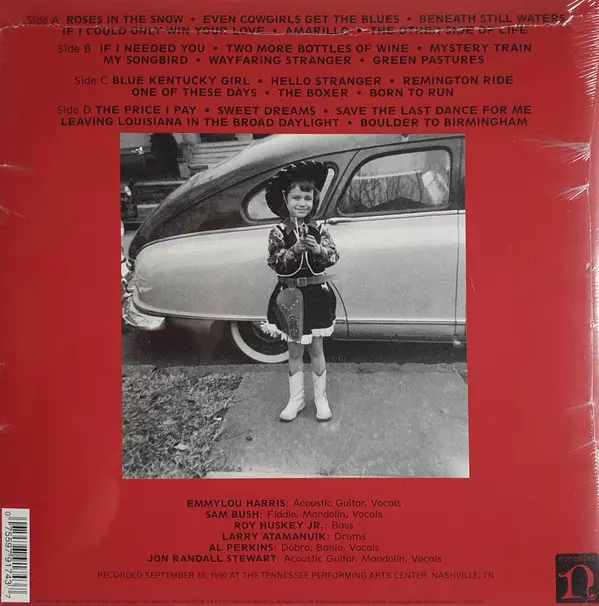 Side A ROSES IN THE SNOW • EVEN COWGIRLS GET THE BLUES • BENEATH STILL WATERS
IF I COULD ONLY WIN YOUR LOVE • AMARILLO • THE OTHER SIDE OF LIFE
Side B IF I NEEDED YOU • TWO MORE BOTTLES OF WINE • MYSTERY TRAIN
MY SONGBIRD • WAYFARING STRANGER • GREEN PASTURES
Side C BLUE KENTUCKY GIRL • HELLO STRANGER • REMINGTON RIDE
ONE OF THESE DAYS • THE BOXER • BORN TO RUN
Side D THE PRICE I PAY • SWEET DREAMS • SAVE THE LAST DANCE FOR ME
LEAVING LOUISIANA IN THE BROAD DAYLIGHT • BOULDER TO BIRMINGHAM
EMMYLOU HARRIS: Acoustic Guitar, Vocals
SAM BUSH: Fiddle, Mandolin, Vocals
ROY HUSKEY JR.: Bass
LARRY ATAMANUIK: Drums
AL PERKINS: Dobro, Banjo, Vocals
JON RANDALL STEWART: Acoustic Guitar, Mandolin, Vocals
RECORDED SEPTEMBER 28, 1990 AT THE TENNESSEE PERFORMING ARTS CENTER, NASHVILLE, TN
0 75597 91743 7
NONESUCH